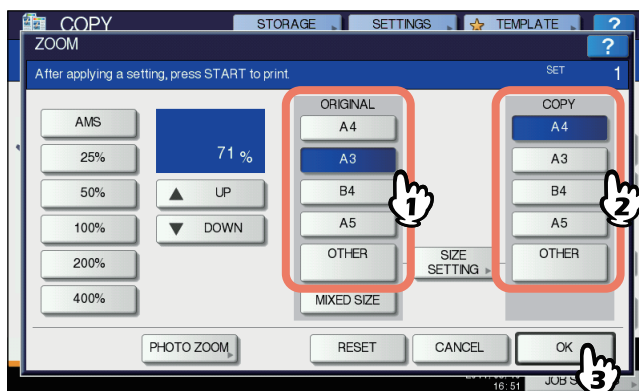 COPY
STORAGE
SETTINGS
TEMPLATE
?
ZOOM
?
After applying a setting, press START to print.
SET 1
AMS
25%
50%
100%
200%
400%
71 %
UP
DOWN
ORIGINAL
A4
A3
B4
A5
OTHER
MIXED SIZE
1
SIZE
SETTING
COPY
A4
A3
B4
A5
OTHER
2
PHOTO ZOOM
RESET
CANCEL
OK
3
16:51
JOB S